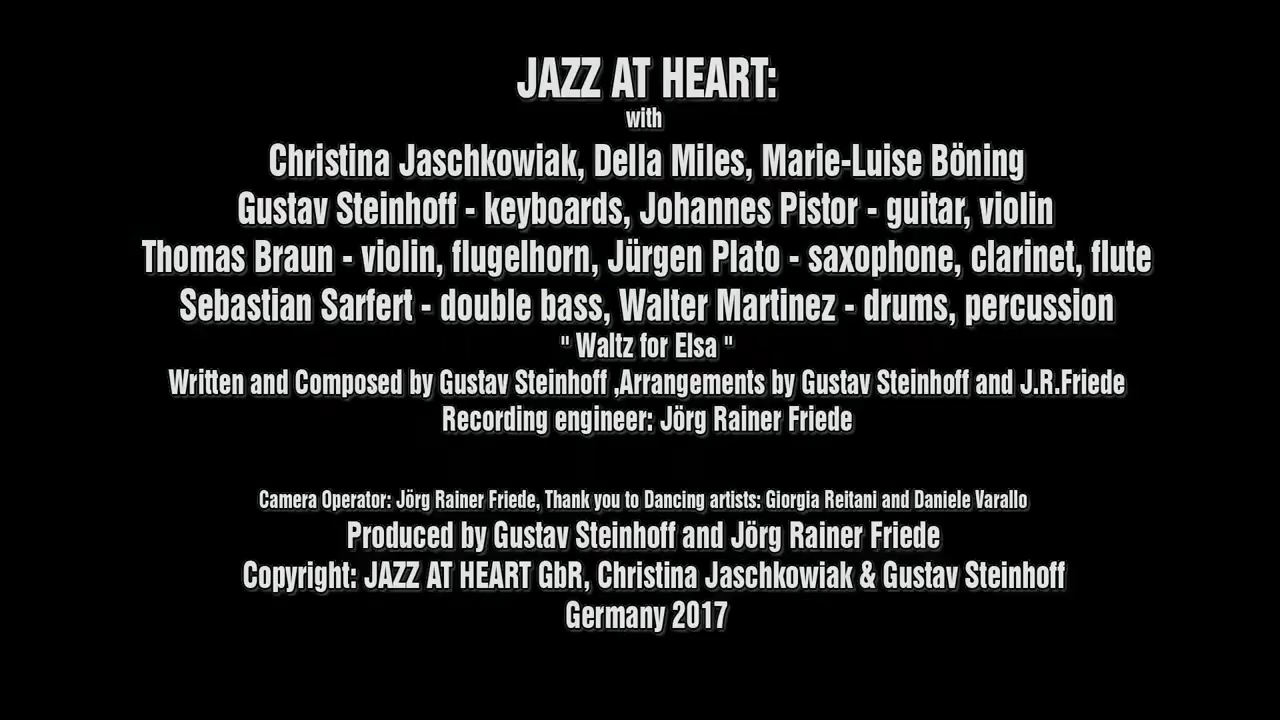 JAZZ AT HEART:
with
Christina Jaschkowiak, Della Miles, Marie-Luise Böning
Gustav Steinhoff - keyboards, Johannes Pistor - guitar, violin
Thomas Braun - violin, flugelhorn, Jürgen Plato - saxophone, clarinet, flute
Sebastian Sarfert - double bass, Walter Martinez - drums, percussion
" Waltz for Elsa "
Written and Composed by Gustav Steinhoff ,Arrangements by Gustav Steinhoff and J.R.Friede
Recording engineer: Jörg Rainer Friede
Camera Operator: Jörg Rainer Friede, Thank you to Dancing artists: Giorgia Reitani and Daniele Varallo
Produced by Gustav Steinhoff and Jörg Rainer Friede
Copyright: JAZZ AT HEART GbR, Christina Jaschkowiak & Gustav Steinhoff
Germany 2017